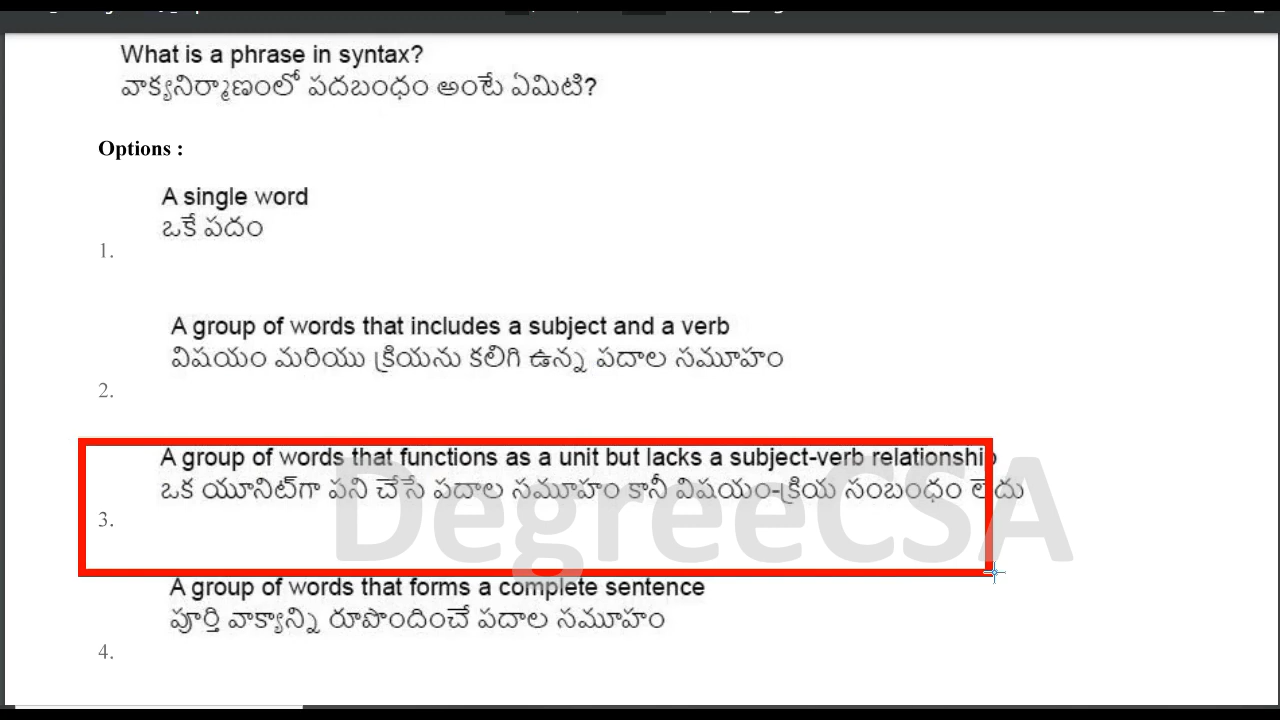 What is a phrase in syntax?
వాక్యనిర్మాణంలో పదబంధం అంటే ఏమిటి?
Options :
A single word
ఒకే పదం
1.
A group of words that includes a subject and a verb
విషయం మరియు క్రియను కలిగి ఉన్న పదాల సమూహం
2.
A group of words that functions as a unit but lacks a subject-verb relationship
ఒక యూనిట్‌గా పని చేసే పదాల సమూహం కానీ విషయం-క్రియ సంబంధం లేదు
3.
DegreeCSA
A group of words that forms a complete sentence
పూర్తి వాక్యాన్ని రూపొందించే పదాల సమూహం
4.